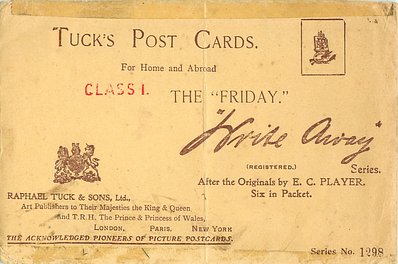 TUCK'S POST CARDS.
For Home and Abroad
CLASS 1.
THE "FRIDAY."
"Write Away"
(REGISTERED.)
Series.
After the Originals by E. C. PLAYER.
Six in Packet.
RAPHAEL TUCK & SONS, Ltd.,
Art Publishers to Their Majesties the King & Queen
and T.R.H. The Prince & Princess of Wales,
LONDON, PARIS, NEW YORK
THE ACKNOWLEDGED PIONEERS OF PICTURE POSTCARDS.
Series No. 1298